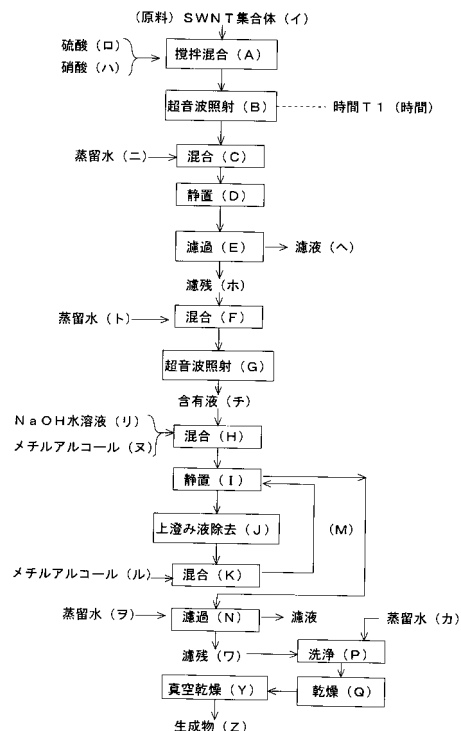 (原料) SWNT集合体(イ)
硫酸(ロ)
硝酸(ハ)
撹拌混合(A)
超音波照射(B)
時間T1(時間)
蒸留水(ニ)
混合(C)
静置(D)
濾過(E)
濾液(ヘ)
濾残(ホ)
蒸留水(ト)
混合(F)
超音波照射(G)
含有液(チ)
NaOH水溶液(リ)
メチルアルコール(ヌ)
混合(H)
静置(I)
上澄み液除去(J)
(M)
メチルアルコール(ル)
混合(K)
蒸留水(ヲ)
濾過(N)
濾液
蒸留水(カ)
濾残(ワ)
洗浄(P)
真空乾燥(Y)
乾燥(Q)
生成物(Z)